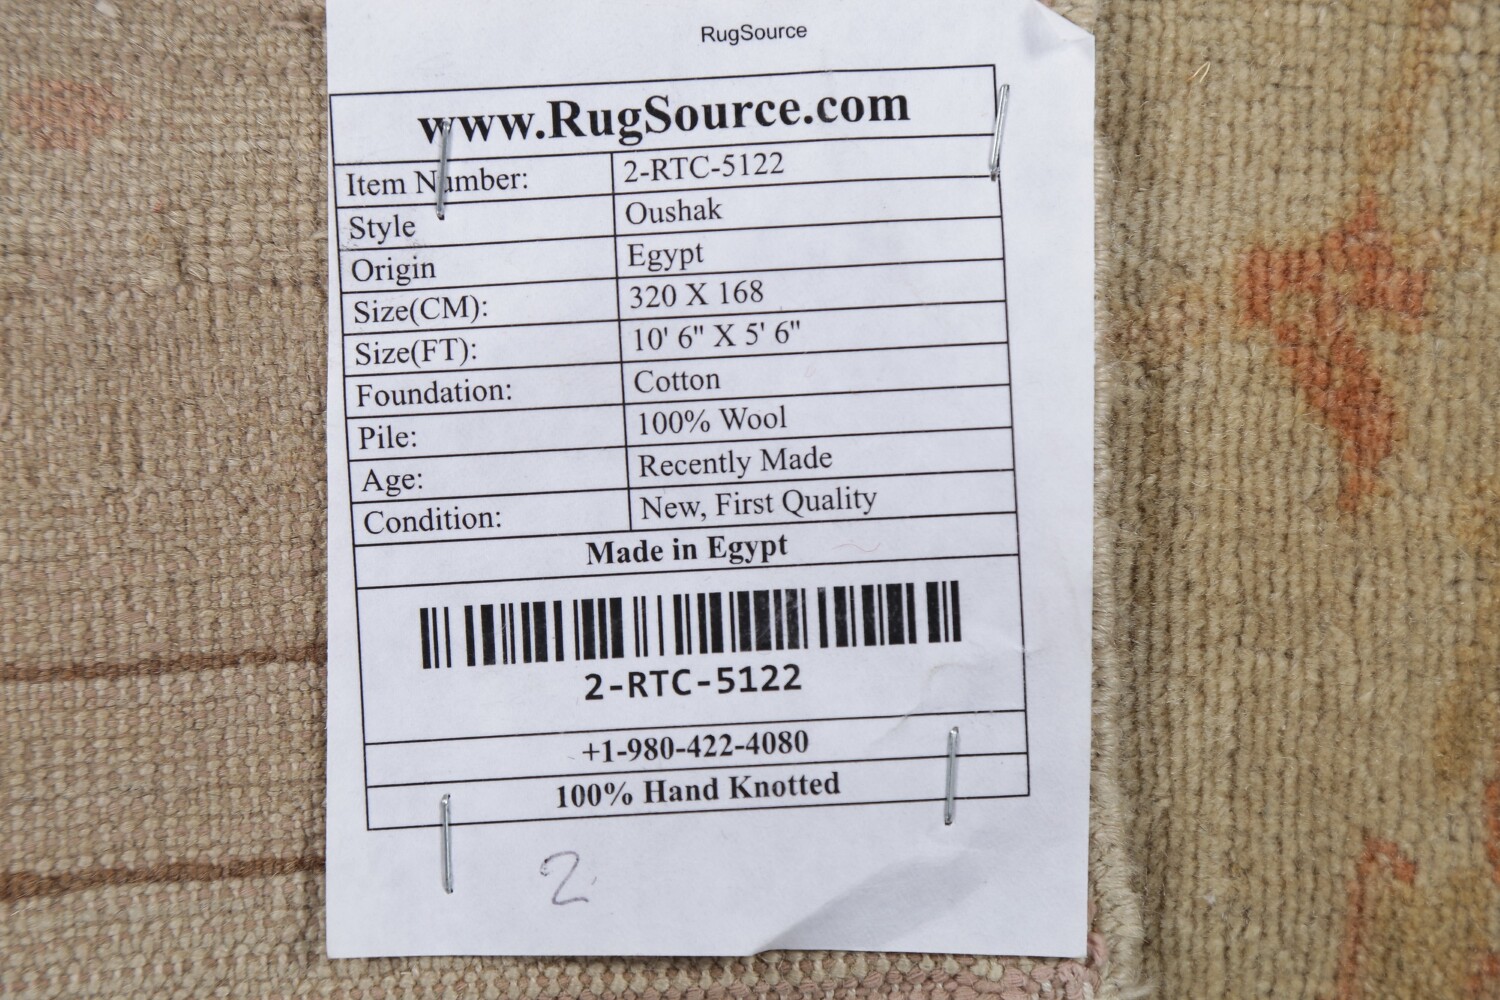 RugSource
www.RugSource.com
Item Number: 2-RTC-5122
Style Oushak
Origin Egypt
Size(CM): 320 X 168
Size(FT): 10' 6" X 5' 6"
Foundation: Cotton
Pile: 100% Wool
Age: Recently Made
Condition: New, First Quality
Made in Egypt
2-RTC-5122
+1-980-422-4080
100% Hand Knotted
2